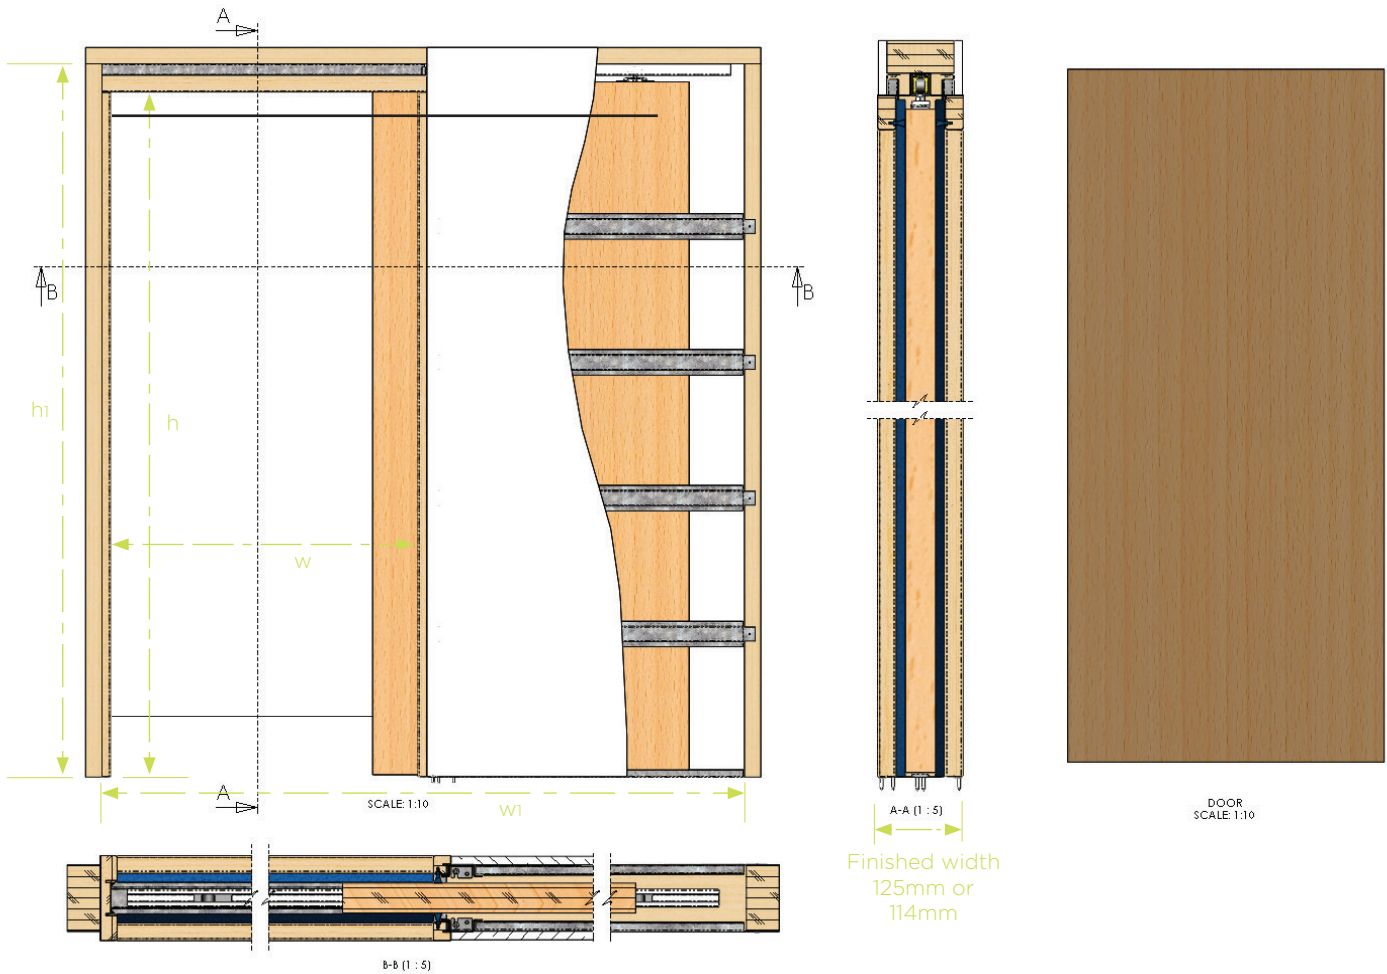 A
B
B
h1
h
w
A
SCALE: 1:10
w1
A-A (1 : 5)
Finished width
125mm or
114mm
DOOR
SCALE: 1:10
B-B (1 : 5)